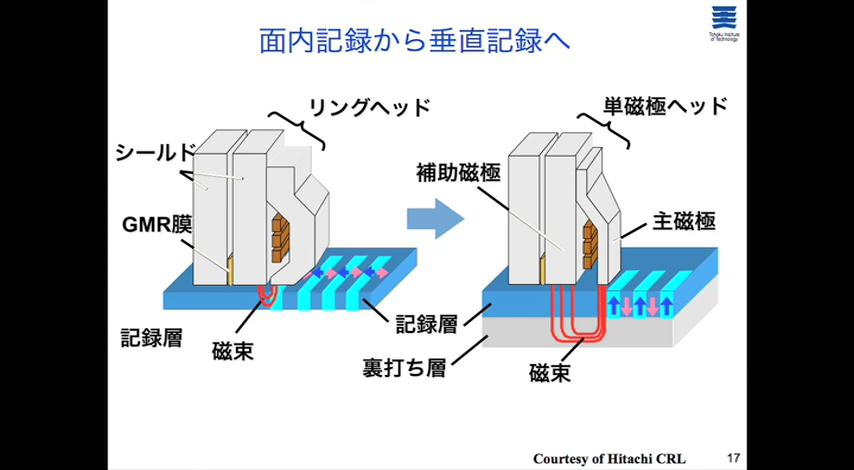 面内記録から垂直記録へ
Tohoku Institute
of Technology
リングヘッド
シールド
GMR膜
記録層
磁束
単磁極ヘッド
補助磁極
主磁極
記録層
裏打ち層
磁束
Courtesy of Hitachi CRL
17